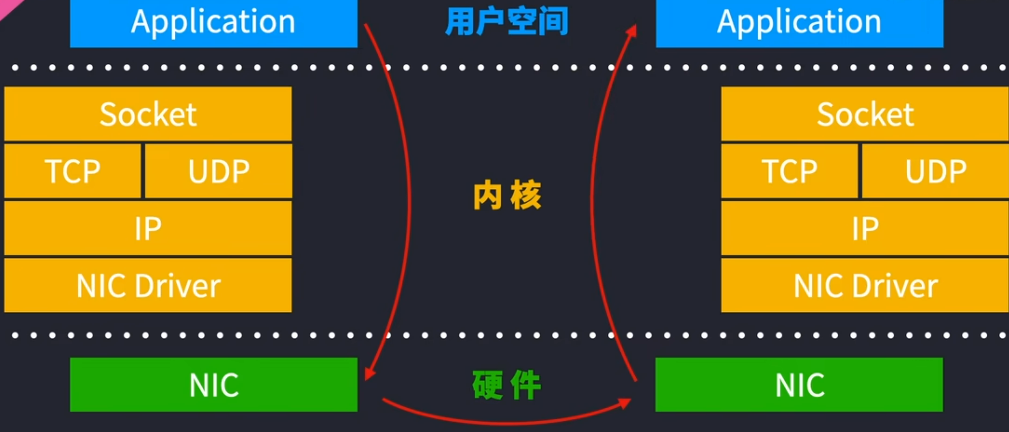 Application 用户空间 Application
Socket Socket
TCP UDP TCP UDP
内核
IP IP
NIC Driver NIC Driver
NIC 硬件 NIC